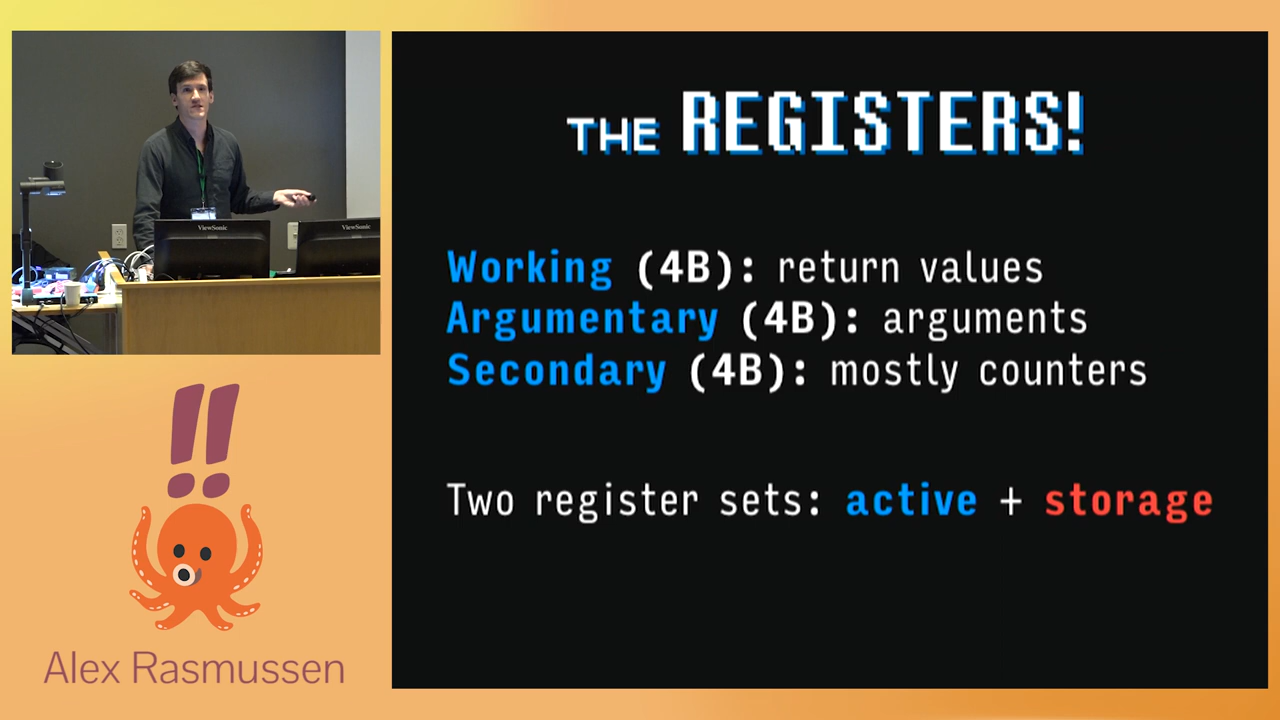 THE REGISTERS!
Working (4B): return values
Argumentary (4B): arguments
Secondary (4B): mostly counters
Two register sets: active + storage
ViewSonic
ViewSonic
!!
Alex Rasmussen